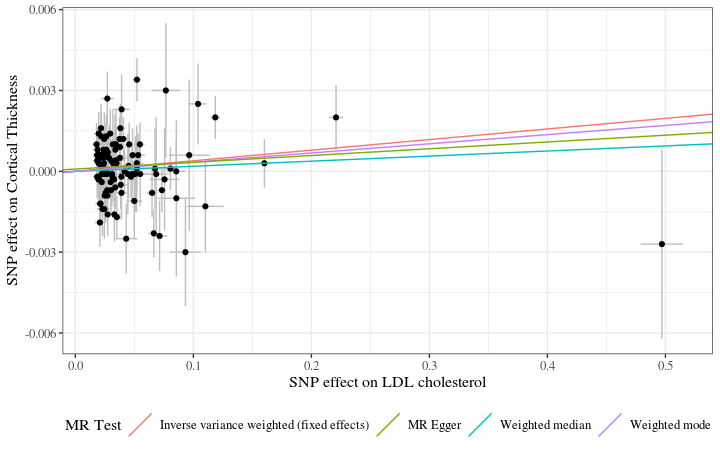 SNP effect on Cortical Thickness
0.006
0.003
0.000
-0.003
-0.006
0.0 0.1 0.2 0.3 0.4 0.5
SNP effect on LDL cholesterol
MR Test Inverse variance weighted (fixed effects) MR Egger Weighted median Weighted mode